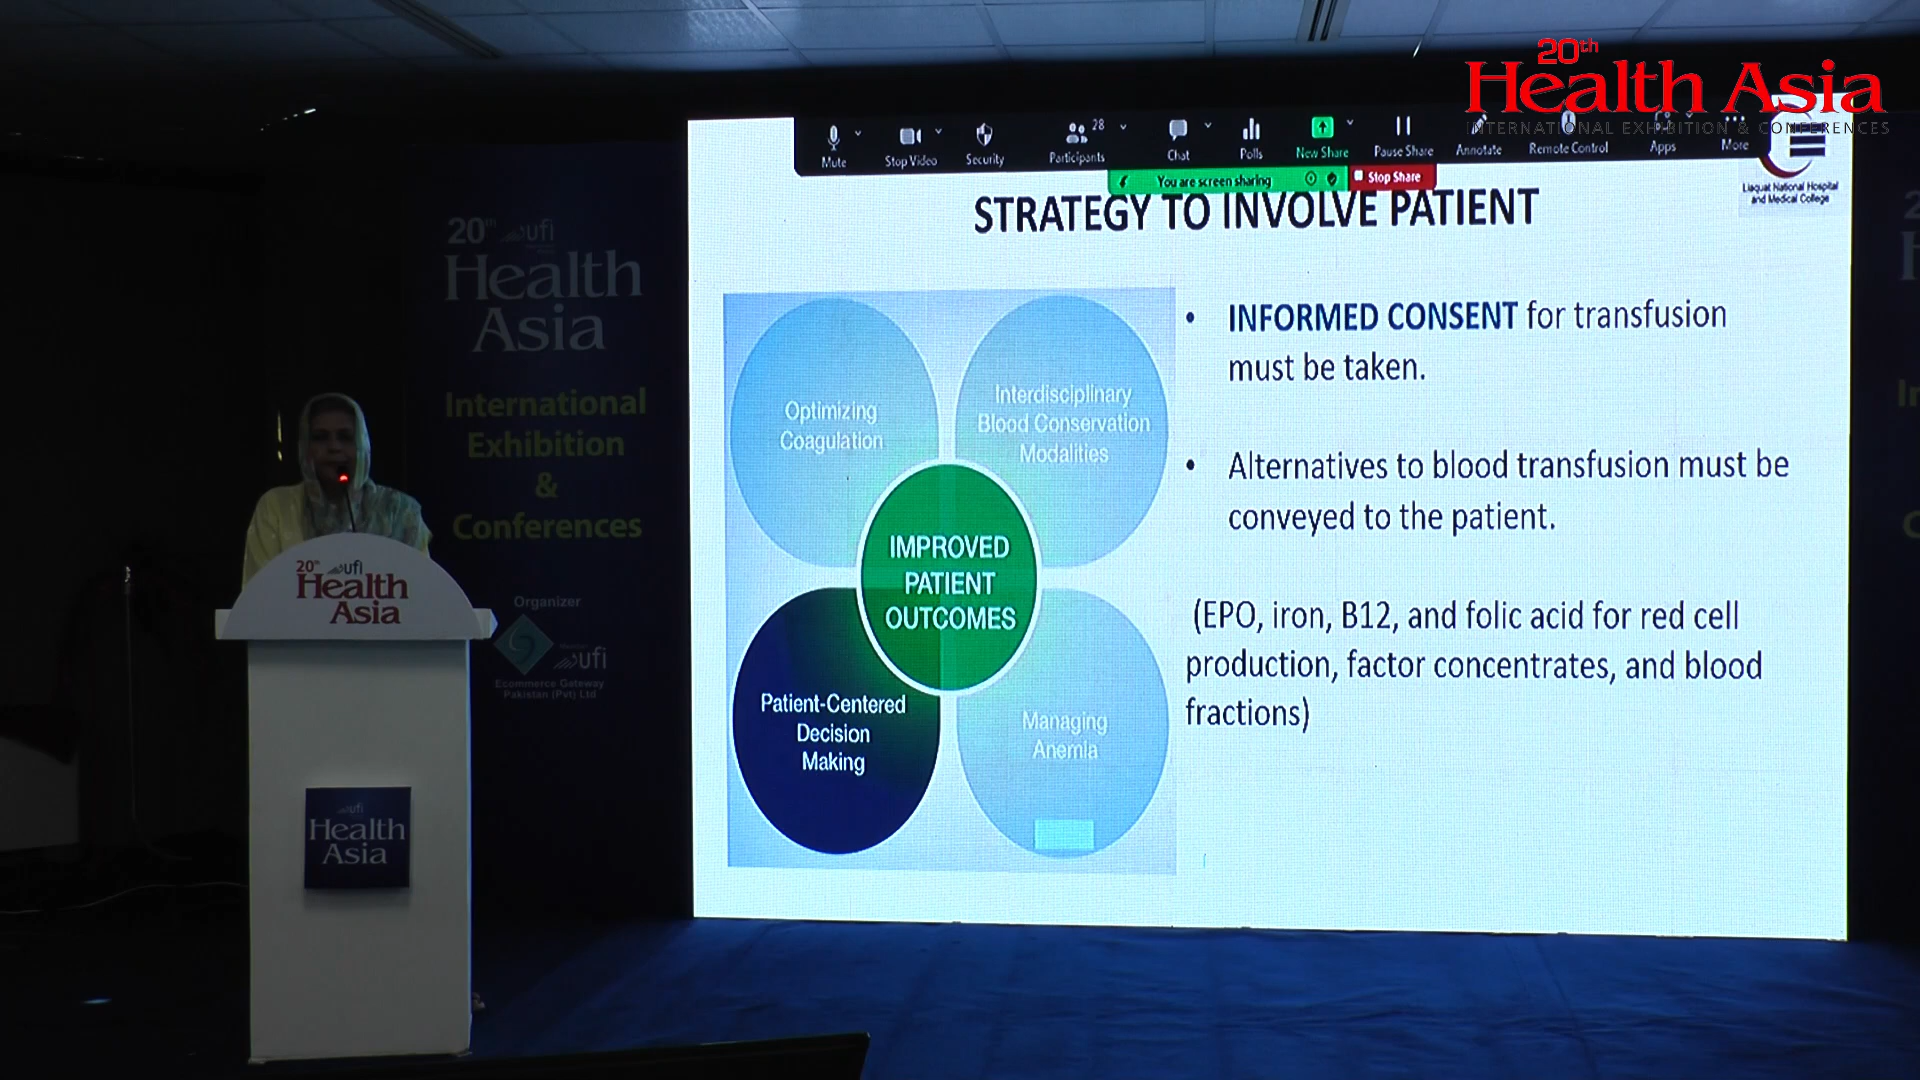 20th
Health Asia
INTERNATIONAL EXHIBITION & CONFERENCES
Mute
Stop Video
Security
Participants
28
Chat
Polls
New Share
Pause Share
Annotate
Remote Control
Apps
More
You are screen sharing
Stop Share
Liaquat National Hospital
and Medical College
STRATEGY TO INVOLVE PATIENT
Optimizing
Coagulation
Interdisciplinary
Blood Conservation
Modalities
IMPROVED
PATIENT
OUTCOMES
Patient-Centered
Decision
Making
Managing
Anemia
• INFORMED CONSENT for transfusion
must be taken.
• Alternatives to blood transfusion must be
conveyed to the patient.
(EPO, iron, B12, and folic acid for red cell
production, factor concentrates, and blood
fractions)
20th ufi
Health
Asia
International
Exhibition
&
Conferences
Organizer
ufi
Ecommerce Gateway
Pakistan (Pvt) Ltd
20th ufi
Health
Asia
ufi
Health
Asia